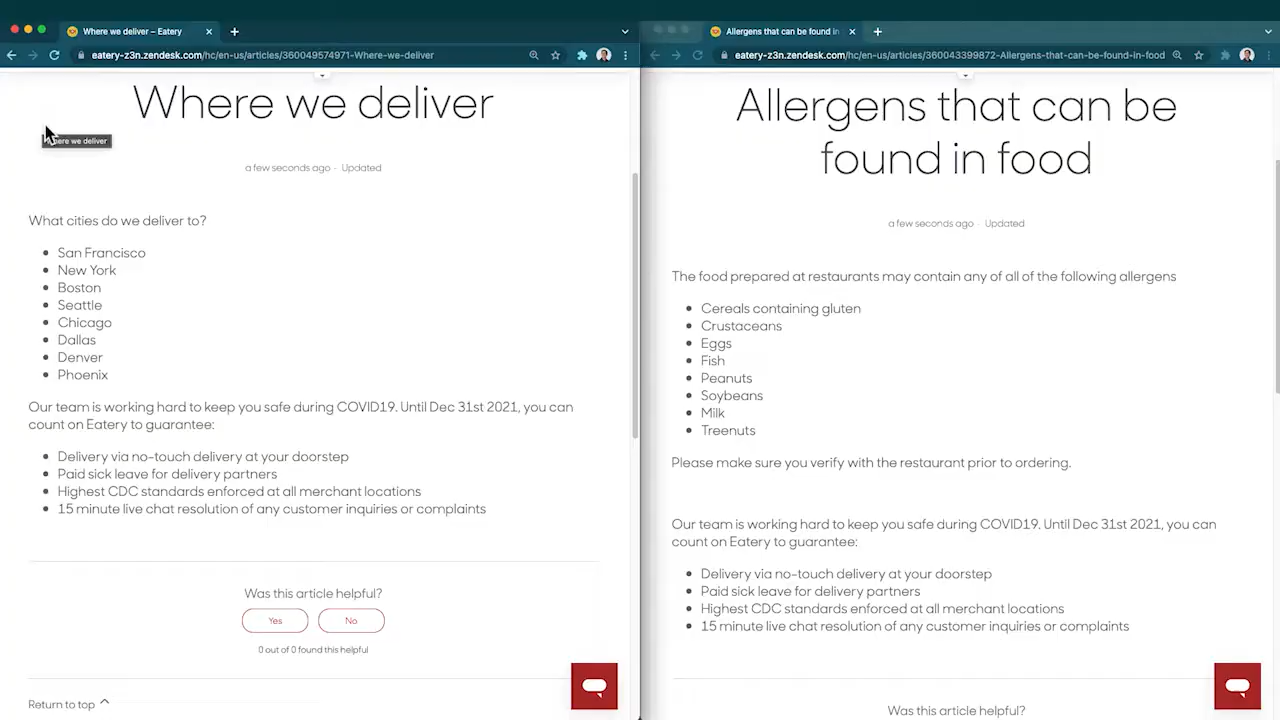 Where we deliver – Eatery
eatery-z3n.zendesk.com/hc/en-us/articles/360049574971-Where-we-deliver
Where we deliver
Where we deliver
a few seconds ago - Updated
What cities do we deliver to?
San Francisco
New York
Boston
Seattle
Chicago
Dallas
Denver
Phoenix
Our team is working hard to keep you safe during COVID19. Until Dec 31st 2021, you can
count on Eatery to guarantee:
Delivery via no-touch delivery at your doorstep
Paid sick leave for delivery partners
Highest CDC standards enforced at all merchant locations
15 minute live chat resolution of any customer inquiries or complaints
Was this article helpful?
Yes No
0 out of 0 found this helpful
Return to top
Allergens that can be found in
eatery-z3n.zendesk.com/hc/en-us/articles/360043399872-Allergens-that-can-be-found-in-food
Allergens that can be
found in food
a few seconds ago - Updated
The food prepared at restaurants may contain any of all of the following allergens
Cereals containing gluten
Crustaceans
Eggs
Fish
Peanuts
Soybeans
Milk
Treenuts
Please make sure you verify with the restaurant prior to ordering.
Our team is working hard to keep you safe during COVID19. Until Dec 31st 2021, you can
count on Eatery to guarantee:
Delivery via no-touch delivery at your doorstep
Paid sick leave for delivery partners
Highest CDC standards enforced at all merchant locations
15 minute live chat resolution of any customer inquiries or complaints
Was this article helpful?